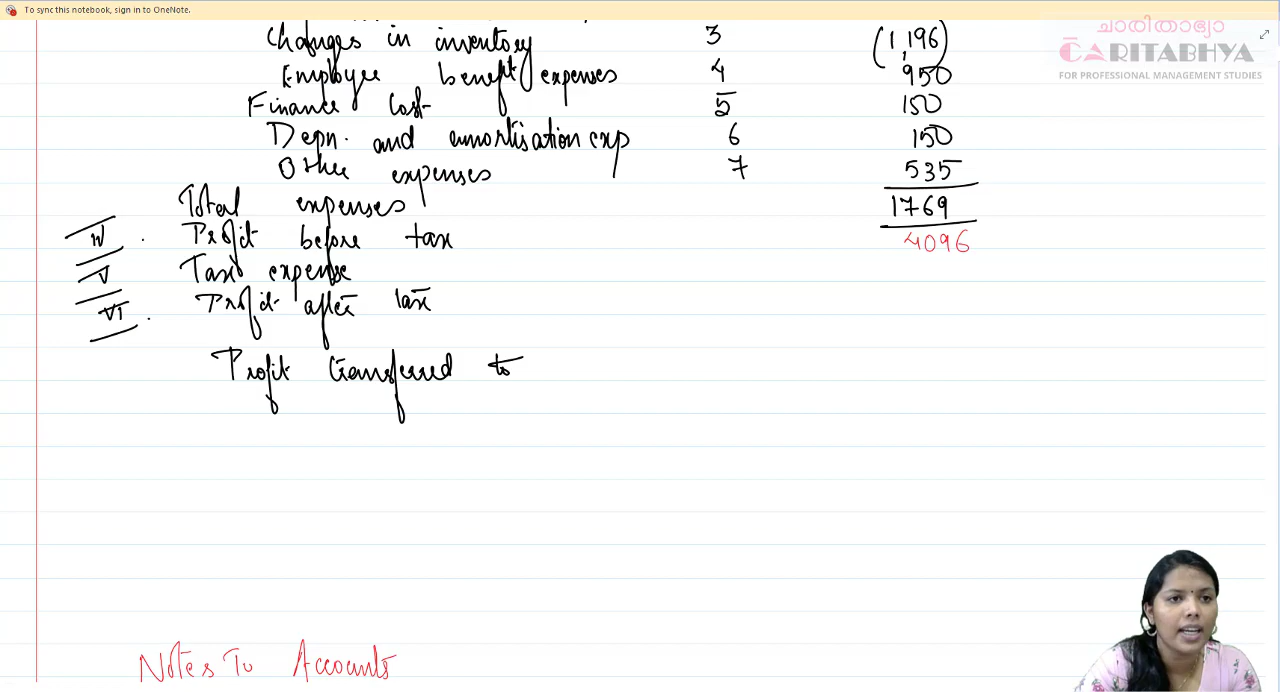 To sync this notebook, sign in to OneNote.
ചാരിതാഭ്യാ
CARITABHYA
FOR PROFESSIONAL MANAGEMENT STUDIES
Changes in inventory 3 (1,196)
Employee benefit expenses 4 950
Finance cost 5 150
Depn. and amortisation exp 6 150
Other expenses 7 535
Total expenses 1769
IV. Profit before tax 4096
V Tax expense
VI. Profit after tax
Profit transferred to
Notes To Accounts